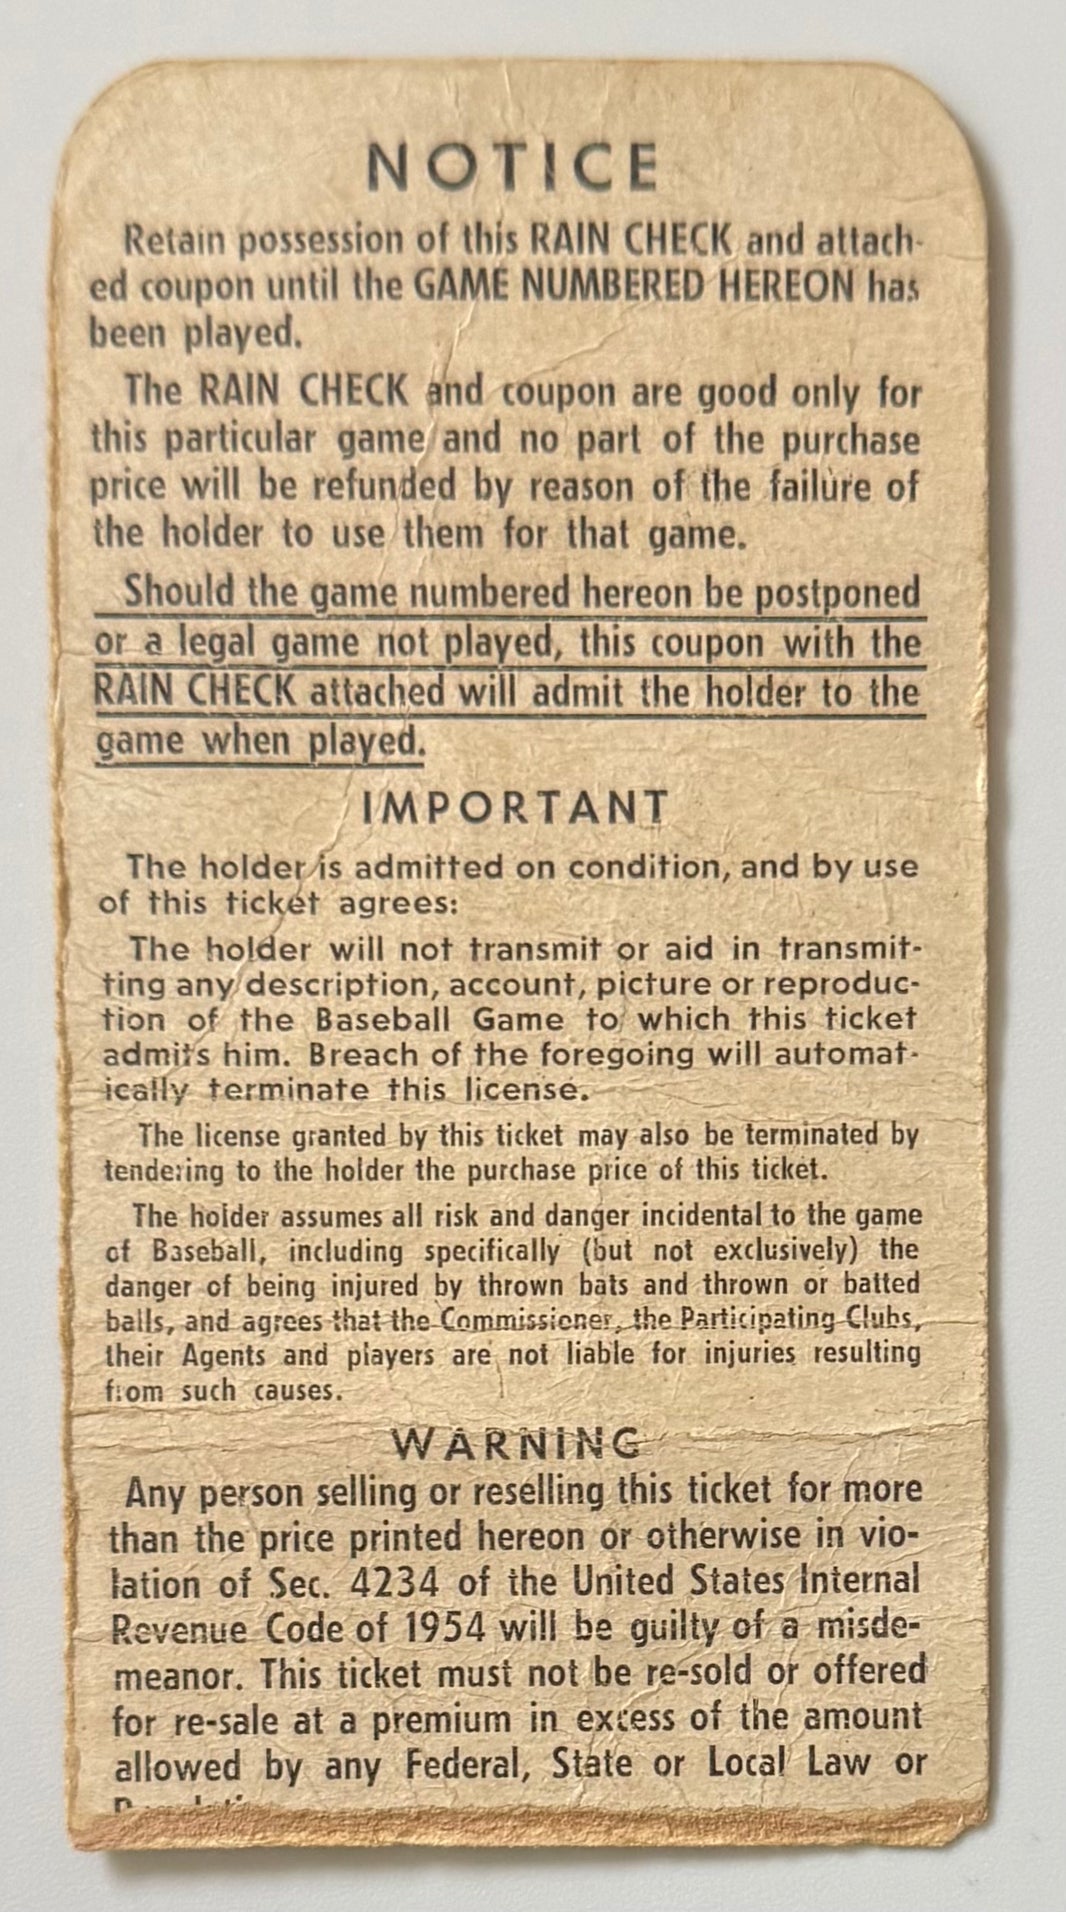 NOTICE
Retain possession of this RAIN CHECK and attach-
ed coupon until the GAME NUMBERED HEREON has
been played.
The RAIN CHECK and coupon are good only for
this particular game and no part of the purchase
price will be refunded by reason of the failure of
the holder to use them for that game.
Should the game numbered hereon be postponed
or a legal game not played, this coupon with the
RAIN CHECK attached will admit the holder to the
game when played.
IMPORTANT
The holder is admitted on condition, and by use
of this ticket agrees:
The holder will not transmit or aid in transmit-
ting any description, account, picture or reproduc-
tion of the Baseball Game to which this ticket
admits him. Breach of the foregoing will automat-
ically terminate this license.
The license granted by this ticket may also be terminated by
tendering to the holder the purchase price of this ticket.
The holder assumes all risk and danger incidental to the game
of Baseball, including specifically (but not exclusively) the
danger of being injured by thrown bats and thrown or batted
balls, and agrees that the Commissioner, the Participating Clubs,
their Agents and players are not liable for injuries resulting
from such causes.
WARNING
Any person selling or reselling this ticket for more
than the price printed hereon or otherwise in vio-
lation of Sec. 4234 of the United States Internal
Revenue Code of 1954 will be guilty of a misde-
meanor. This ticket must not be re-sold or offered
for re-sale at a premium in excess of the amount
allowed by any Federal, State or Local Law or